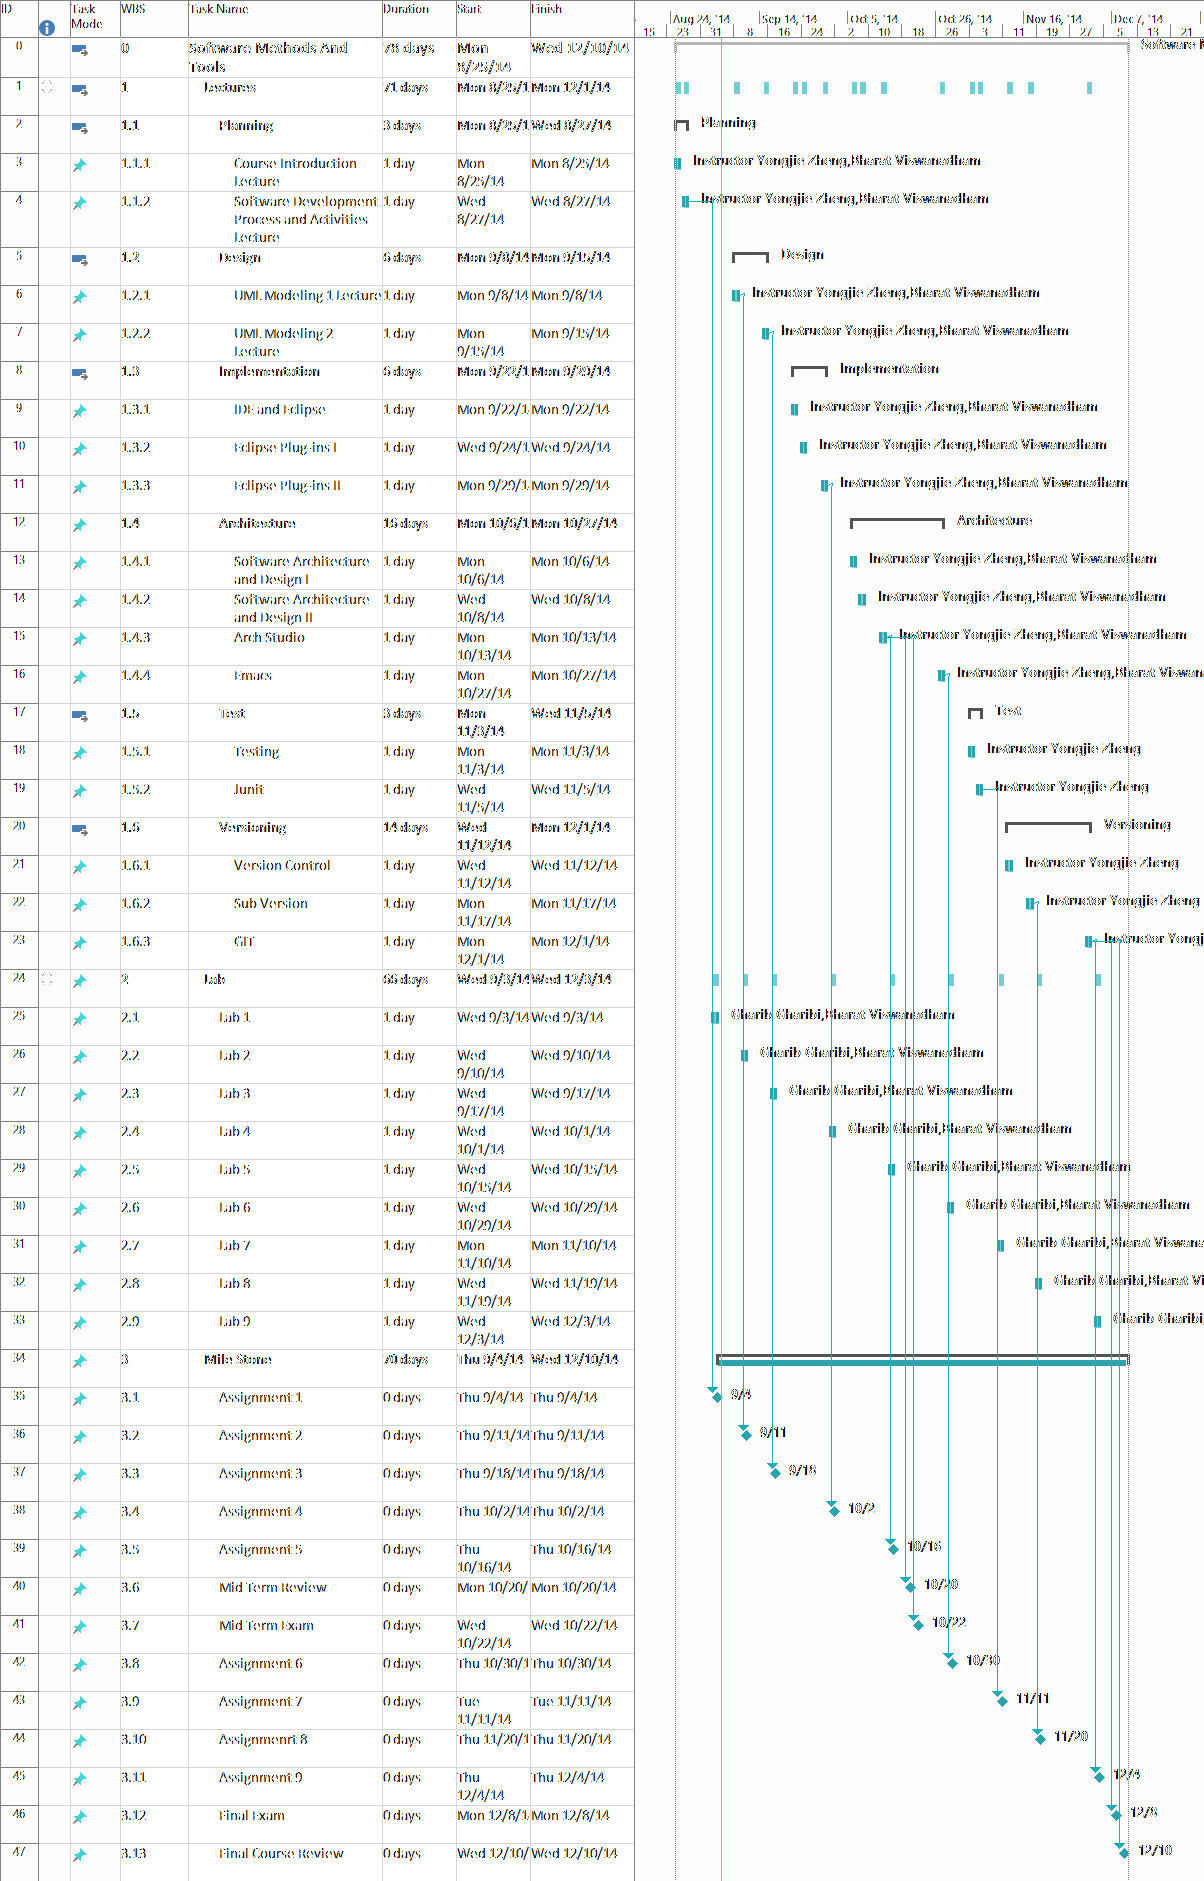 ID Task Mode WBS Task Name Duration Start Finish
Aug 24, '14 Sep 14, '14 Oct 5, '14 Oct 26, '14 Nov 16, '14 Dec 7, '14
15 23 31 8 16 24 2 10 18 26 3 11 19 27 5 13 21
0 0 Software Methods And Tools 78 days Mon 8/25/14 Wed 12/10/14
1 1 Lectures 71 days Mon 8/25/1 Mon 12/1/14
2 1.1 Planning 3 days Mon 8/25/1 Wed 8/27/14 Planning
3 1.1.1 Course Introduction Lecture 1 day Mon 8/25/14 Mon 8/25/14 Instructor Yongjie Zheng,Bharat Viswanadham
4 1.1.2 Software Development Process and Activities Lecture 1 day Wed 8/27/14 Wed 8/27/14 Instructor Yongjie Zheng,Bharat Viswanadham
5 1.2 Design 6 days Mon 9/8/14 Mon 9/15/14 Design
6 1.2.1 UML Modeling 1 Lecture 1 day Mon 9/8/14 Mon 9/8/14 Instructor Yongjie Zheng,Bharat Viswanadham
7 1.2.2 UML Modeling 2 Lecture 1 day Mon 9/15/14 Mon 9/15/14 Instructor Yongjie Zheng,Bharat Viswanadham
8 1.3 Implementation 6 days Mon 9/22/1 Mon 9/29/14 Implementation
9 1.3.1 IDE and Eclipse 1 day Mon 9/22/1 Mon 9/22/14 Instructor Yongjie Zheng,Bharat Viswanadham
10 1.3.2 Eclipse Plug-ins I 1 day Wed 9/24/1 Wed 9/24/14 Instructor Yongjie Zheng,Bharat Viswanadham
11 1.3.3 Eclipse Plug-ins II 1 day Mon 9/29/1 Mon 9/29/14 Instructor Yongjie Zheng,Bharat Viswanadham
12 1.4 Architecture 16 days Mon 10/6/1 Mon 10/27/14 Architecture
13 1.4.1 Software Architecture and Design I 1 day Mon 10/6/14 Mon 10/6/14 Instructor Yongjie Zheng,Bharat Viswanadham
14 1.4.2 Software Architecture and Design II 1 day Wed 10/8/14 Wed 10/8/14 Instructor Yongjie Zheng,Bharat Viswanadham
15 1.4.3 Arch Studio 1 day Mon 10/13/14 Mon 10/13/14 Instructor Yongjie Zheng,Bharat Viswanadham
16 1.4.4 Emacs 1 day Mon 10/27/14 Mon 10/27/14 Instructor Yongjie Zheng,Bharat Viswan
17 1.5 Test 3 days Mon 11/3/14 Wed 11/5/14 Test
18 1.5.1 Testing 1 day Mon 11/3/14 Mon 11/3/14 Instructor Yongjie Zheng
19 1.5.2 Junit 1 day Wed 11/5/14 Wed 11/5/14 Instructor Yongjie Zheng
20 1.6 Versioning 14 days Wed 11/12/14 Mon 12/1/14 Versioning
21 1.6.1 Version Control 1 day Wed 11/12/14 Wed 11/12/14 Instructor Yongjie Zheng
22 1.6.2 Sub Version 1 day Mon 11/17/14 Mon 11/17/14 Instructor Yongjie Zheng
23 1.6.3 GIT 1 day Mon 12/1/14 Mon 12/1/14 Instructor Yongj
24 2 Lab 66 days Wed 9/3/14 Wed 12/3/14
25 2.1 Lab 1 1 day Wed 9/3/14 Wed 9/3/14 Gharib Gharibi,Bharat Viswanadham
26 2.2 Lab 2 1 day Wed 9/10/14 Wed 9/10/14 Gharib Gharibi,Bharat Viswanadham
27 2.3 Lab 3 1 day Wed 9/17/14 Wed 9/17/14 Gharib Gharibi,Bharat Viswanadham
28 2.4 Lab 4 1 day Wed 10/1/14 Wed 10/1/14 Gharib Gharibi,Bharat Viswanadham
29 2.5 Lab 5 1 day Wed 10/15/14 Wed 10/15/14 Gharib Gharibi,Bharat Viswanadham
30 2.6 Lab 6 1 day Wed 10/29/14 Wed 10/29/14 Gharib Gharibi,Bharat Viswanadham
31 2.7 Lab 7 1 day Mon 11/10/14 Mon 11/10/14 Gharib Gharibi,Bharat Viswana
32 2.8 Lab 8 1 day Wed 11/19/14 Wed 11/19/14 Gharib Gharibi,Bharat Vi
33 2.9 Lab 9 1 day Wed 12/3/14 Wed 12/3/14 Gharib Gharibi
34 3 Mile Stone 70 days Thu 9/4/14 Wed 12/10/14
35 3.1 Assignment 1 0 days Thu 9/4/14 Thu 9/4/14 9/4
36 3.2 Assignment 2 0 days Thu 9/11/14 Thu 9/11/14 9/11
37 3.3 Assignment 3 0 days Thu 9/18/14 Thu 9/18/14 9/18
38 3.4 Assignment 4 0 days Thu 10/2/14 Thu 10/2/14 10/2
39 3.5 Assignment 5 0 days Thu 10/16/14 Thu 10/16/14 10/16
40 3.6 Mid Term Review 0 days Mon 10/20/ Mon 10/20/14 10/20
41 3.7 Mid Term Exam 0 days Wed 10/22/14 Wed 10/22/14 10/22
42 3.8 Assignment 6 0 days Thu 10/30/1 Thu 10/30/14 10/30
43 3.9 Assignment 7 0 days Tue 11/11/14 Tue 11/11/14 11/11
44 3.10 Assignmenrt 8 0 days Thu 11/20/1 Thu 11/20/14 11/20
45 3.11 Assignment 9 0 days Thu 12/4/14 Thu 12/4/14 12/4
46 3.12 Final Exam 0 days Mon 12/8/1 Mon 12/8/14 12/8
47 3.13 Final Course Review 0 days Wed 12/10/ Wed 12/10/14 12/10